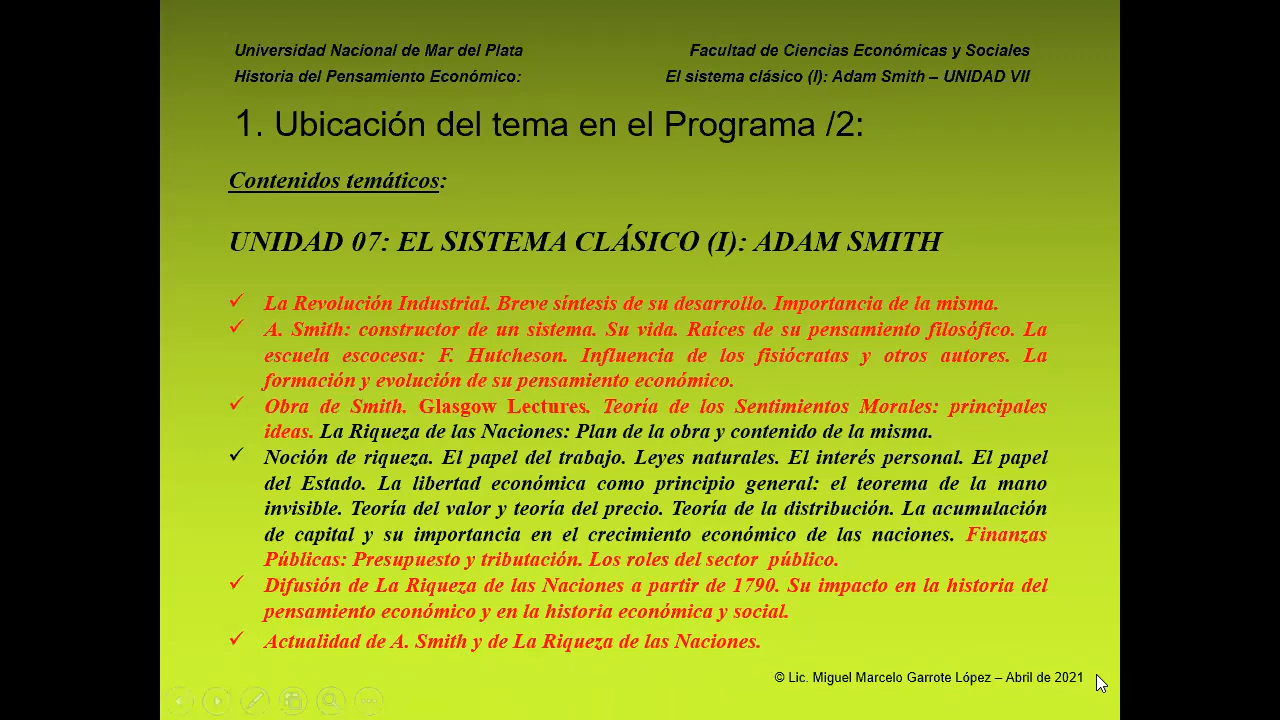 Universidad Nacional de Mar del Plata Facultad de Ciencias Económicas y Sociales
Historia del Pensamiento Económico: El sistema clásico (I): Adam Smith – UNIDAD VII
1. Ubicación del tema en el Programa /2:
Contenidos temáticos:
UNIDAD 07: EL SISTEMA CLÁSICO (I): ADAM SMITH
✓ La Revolución Industrial. Breve síntesis de su desarrollo. Importancia de la misma.
✓ A. Smith: constructor de un sistema. Su vida. Raíces de su pensamiento filosófico. La
escuela escocesa: F. Hutcheson. Influencia de los fisiócratas y otros autores. La
formación y evolución de su pensamiento económico.
✓ Obra de Smith. Glasgow Lectures. Teoría de los Sentimientos Morales: principales
ideas. La Riqueza de las Naciones: Plan de la obra y contenido de la misma.
✓ Noción de riqueza. El papel del trabajo. Leyes naturales. El interés personal. El papel
del Estado. La libertad económica como principio general: el teorema de la mano
invisible. Teoría del valor y teoría del precio. Teoría de la distribución. La acumulación
de capital y su importancia en el crecimiento económico de las naciones. Finanzas
Públicas: Presupuesto y tributación. Los roles del sector público.
✓ Difusión de La Riqueza de las Naciones a partir de 1790. Su impacto en la historia del
pensamiento económico y en la historia económica y social.
✓ Actualidad de A. Smith y de La Riqueza de las Naciones.
© Lic. Miguel Marcelo Garrote López – Abril de 2021